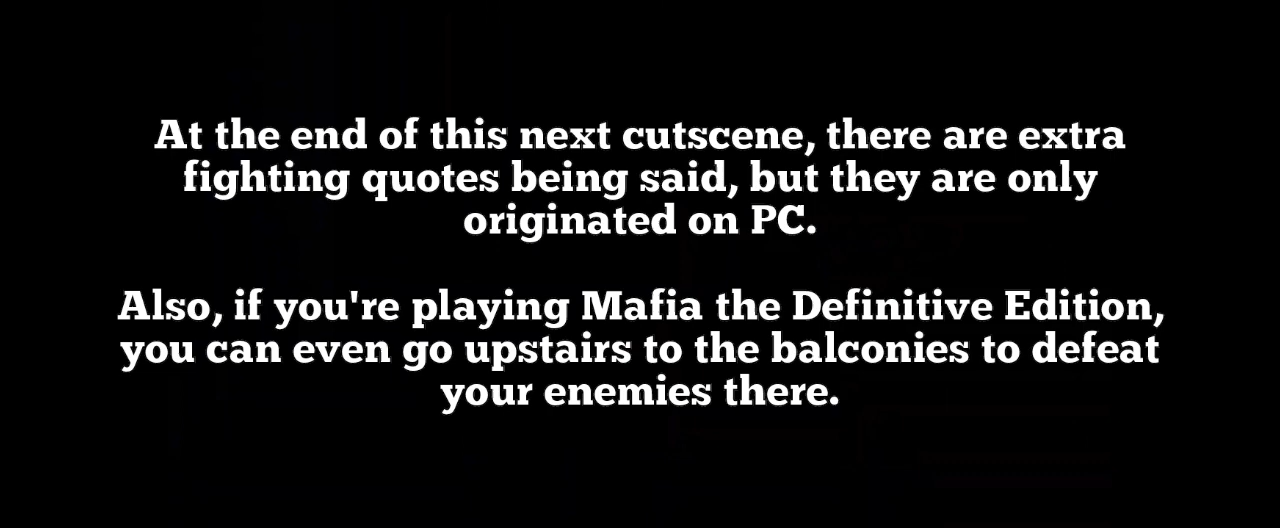 At the end of this next cutscene, there are extra
fighting quotes being said, but they are only
originated on PC.
Also, if you're playing Mafia the Definitive Edition,
you can even go upstairs to the balconies to defeat
your enemies there.